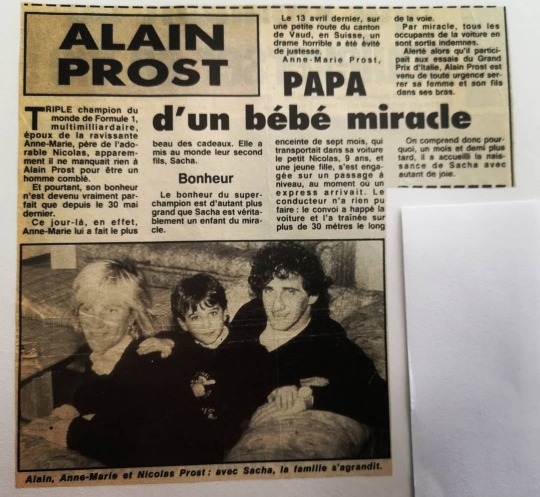 ALAIN
PROST
PAPA
d'un bébé miracle
TRIPLE champion du
monde de Formule 1,
multimilliardaire,
époux de la ravissante
Anne-Marie, père de l'ado-
rable Nicolas, apparem-
ment il ne manquait rien à
Alain Prost pour être un
homme comblé.
Et pourtant, son bonheur
n'est devenu vraiment par-
fait que depuis le 30 mai
dernier.
Ce jour-là, en effet,
Anne-Marie lui a fait le plus
beau des cadeaux. Elle a
mis au monde leur second
fils, Sacha.
Bonheur
Le bonheur du super-
champion est d'autant plus
grand que Sacha est vérita-
blement un enfant du mira-
cle.
Le 13 avril dernier, sur
une petite route du canton
de Vaud, en Suisse, un
drame horrible a été évité
de justesse.
Anne-Marie Prost,
enceinte de sept mois, qui
transportait dans sa voiture
le petit Nicolas, 9 ans, et
une jeune fille, s'est enga-
gée sur un passage à
niveau, au moment où un
express arrivait. Le
conducteur n'a rien pu
faire : le convoi a happé la
voiture et l'a traînée sur
plus de 30 mètres le long
de la voie.
Par miracle, tous les
occupants de la voiture en
sont sortis indemnes.
Alerté alors qu'il partici-
pait aux essais du Grand
Prix d'Italie, Alain Prost est
venu de toute urgence ser-
rer sa femme et son fils
dans ses bras.
On comprend donc pour-
quoi, un mois et demi plus
tard, il a accueilli la nais-
sance de Sacha avec
autant de joie.
Alain, Anne-Marie et Nicolas Prost : avec Sacha, la famille s'agrandit.